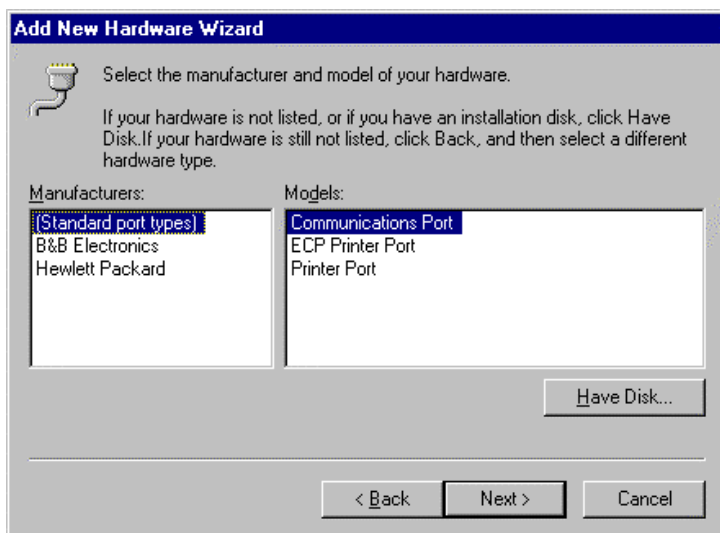 Add New Hardware Wizard
Select the manufacturer and model of your hardware.
If your hardware is not listed, or if you have an installation disk, click Have
Disk.If your hardware is still not listed, click Back, and then select a different
hardware type.
Manufacturers:
Models:
(Standard port types)
B&B Electronics
Hewlett Packard
Communications Port
ECP Printer Port
Printer Port
Have Disk...
< Back
Next >
Cancel